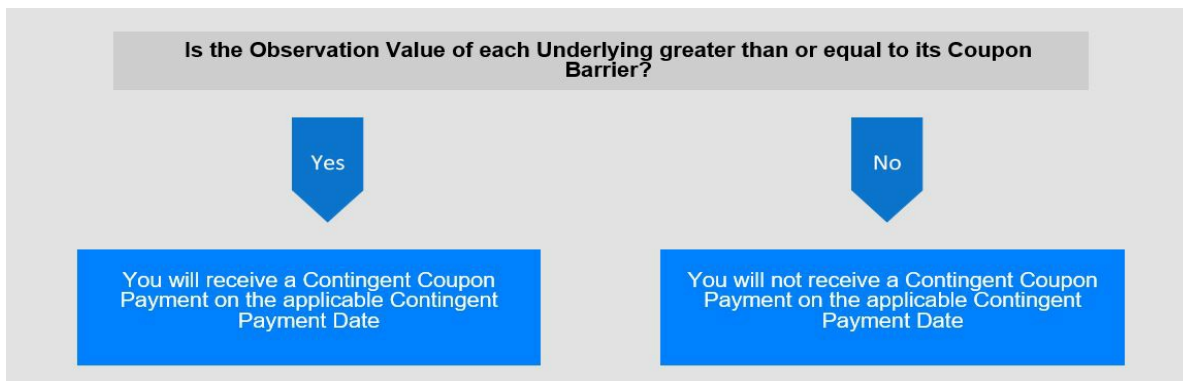 Is the Observation Value of each Underlying greater than or equal to its Coupon
Barrier?
Yes
No
You will receive a Contingent Coupon
Payment on the applicable Contingent
Payment Date
You will not receive a Contingent Coupon
Payment on the applicable Contingent
Payment Date